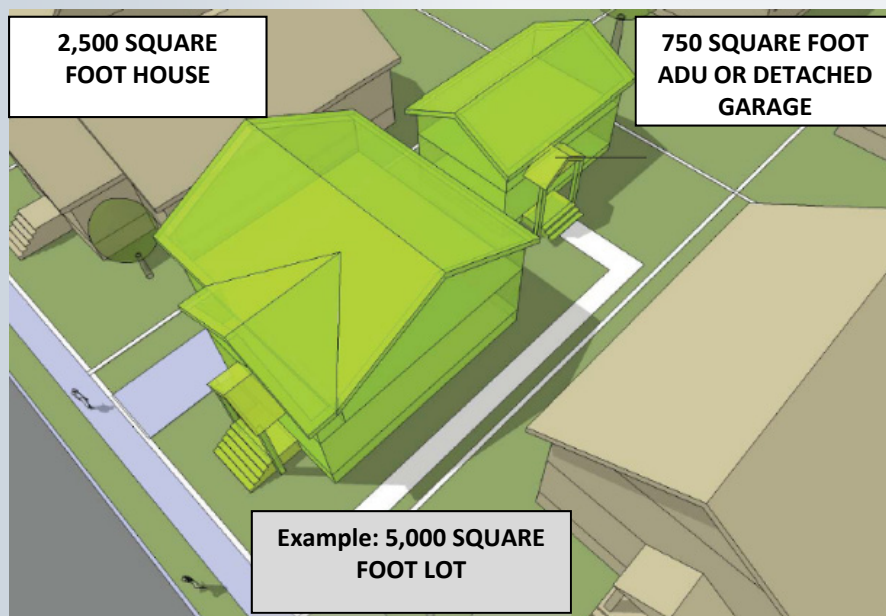 2,500 SQUARE
FOOT HOUSE
750 SQUARE FOOT
ADU OR DETACHED
GARAGE
Example: 5,000 SQUARE
FOOT LOT